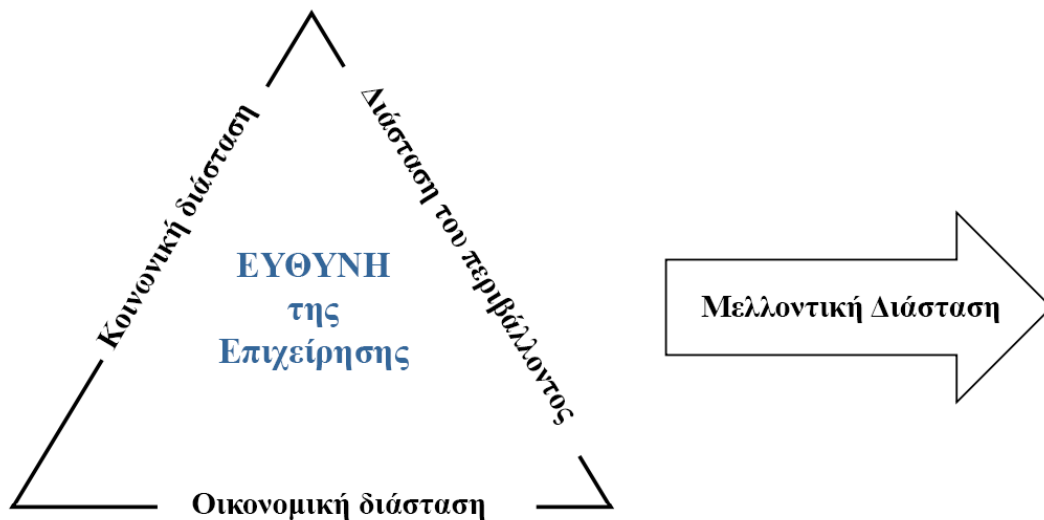 Κοινωνική διάσταση
Διάσταση του περιβάλλοντος
ΕΥΘΥΝΗ
της
Επιχείρησης
Οικονομική διάσταση
Μελλοντική Διάσταση